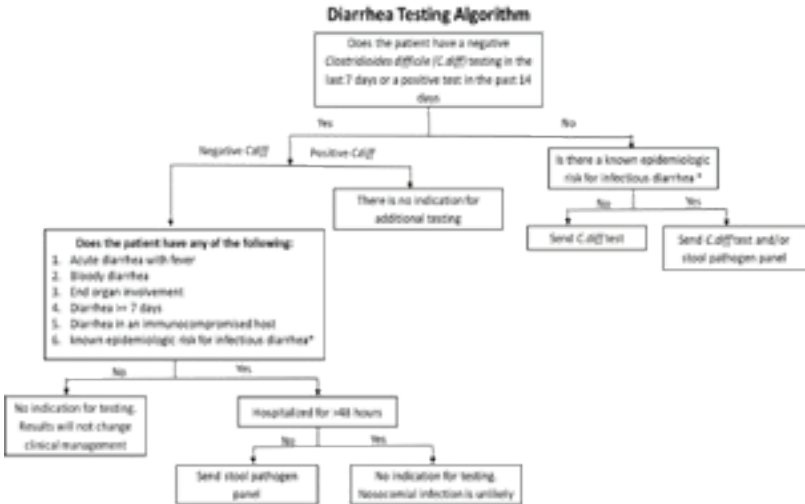 Diarrhea Testing Algorithm
Does the patient have a negative
Clostridioides difficile (C.diff) testing in the
last 7 days or a positive test in the past 14
days
Yes
No
Negative Cdiff
Positive Cdiff
Is there a known epidemiologic
risk for infectious diarrhea *
There is no indication for
additional testing
No
Yes
Send C.diff test
Send C.diff test and/or
stool pathogen panel
Does the patient have any of the following:
1. Acute diarrhea with fever
2. Bloody diarrhea
3. End organ involvement
4. Diarrhea >= 7 days
5. Diarrhea in an immunocompromised host
6. known epidemiologic risk for infectious diarrhea*
No
Yes
No indication for testing.
Results will not change
clinical management
Hospitalized for >48 hours
No
Yes
Send stool pathogen
panel
No indication for testing.
Nosocomial infection is unlikely